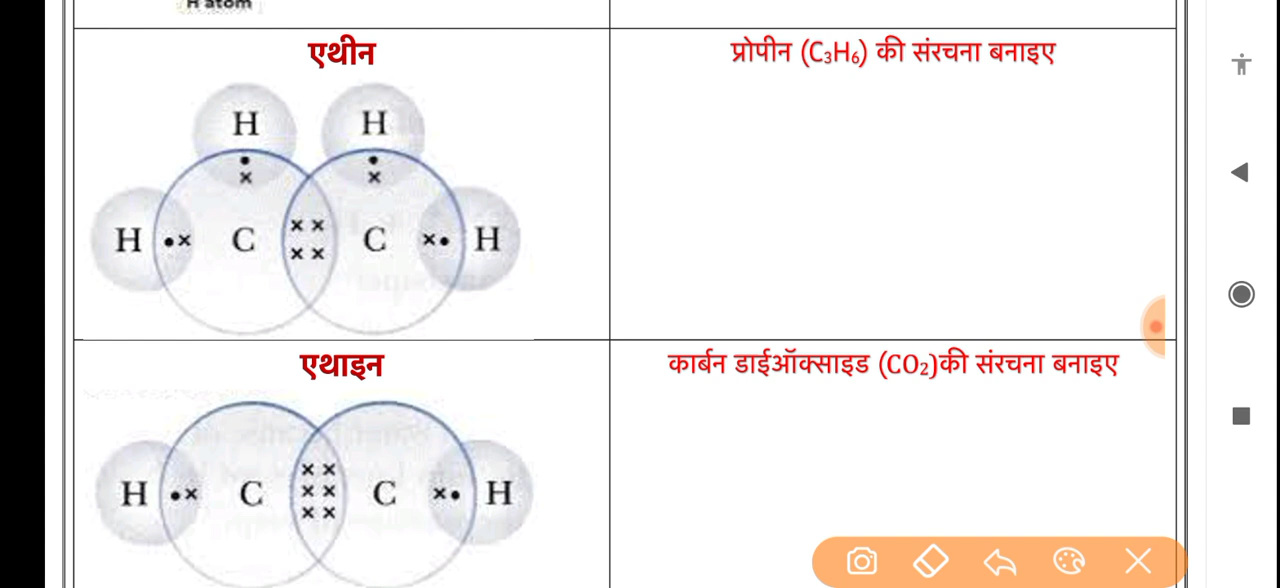 H atom
एथीन
प्रोपीन (C₃H₆) की संरचना बनाइए
H H
H C C H
एथाइन
कार्बन डाईऑक्साइड (CO₂)की संरचना बनाइए
H C C H